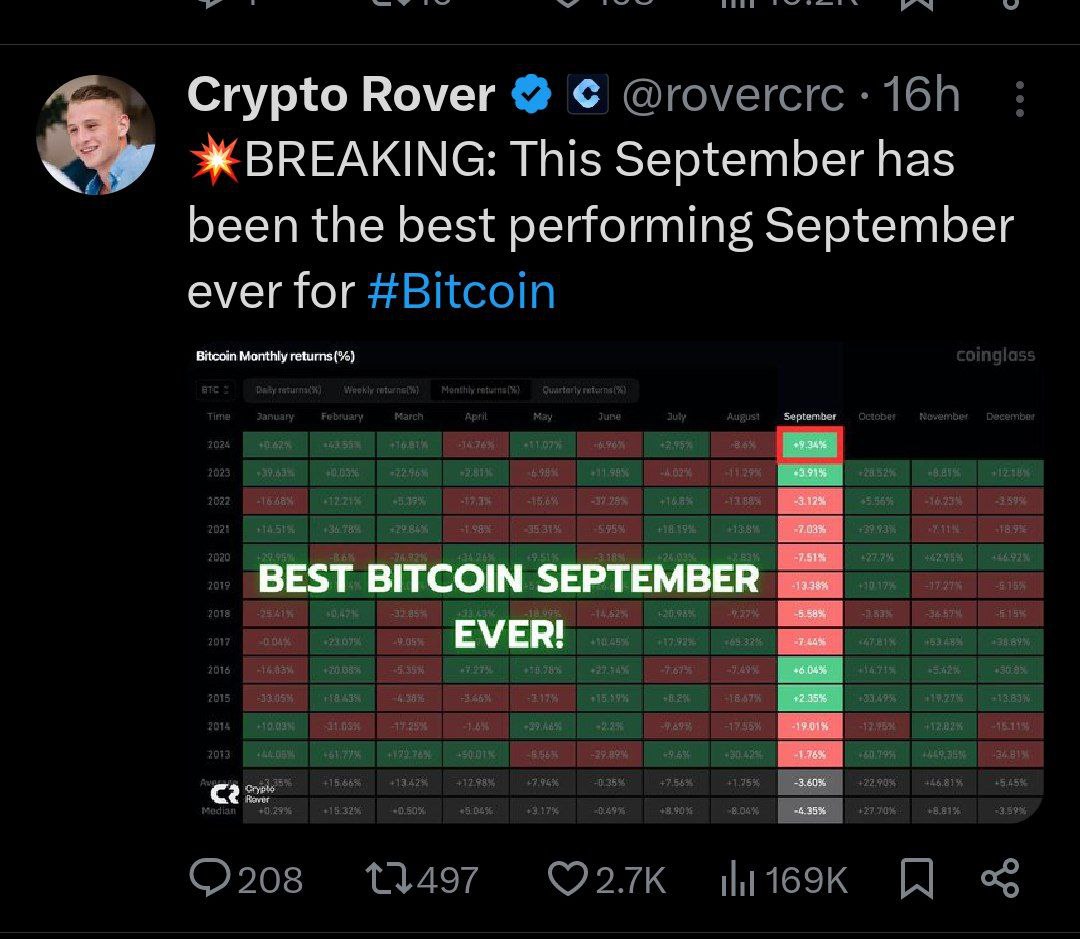 Crypto Rover @rovercrc · 16h
💥BREAKING: This September has
been the best performing September
ever for #Bitcoin
Bitcoin Monthly returns(%)
coinglass
BTC Daily returns(%) Weekly returns(%) Monthly returns(%) Quarterly returns(%)
Time January February March April May June July August September October November December
2024 +0.62% +43.55% +16.81% -14.76% +11.07% -6.96% +2.95% -8.6% +9.34%
2023 +39.63% +0.03% +22.96% +2.81% -6.98% +11.98% -4.02% -11.29% +3.91% +28.52% +8.81% +12.18%
2022 -16.68% +12.21% +5.39% -17.3% -15.6% -37.28% +16.8% -13.88% -3.12% +5.56% -16.23% -3.59%
2021 +14.51% +36.78% +29.84% -1.98% -35.31% -5.95% +18.19% +13.8% -7.03% +39.93% -7.11% -18.9%
2020 +29.95% -8.6% -24.92% +34.26% +9.51% -3.18% +24.03% +2.83% -7.51% +27.7% +42.95% +46.92%
BEST BITCOIN SEPTEMBER
2019 -13.38% +10.17% -17.27% -5.15%
2018 -25.41% +0.47% -32.85% -14.62% +20.96% -9.27% -5.58% -3.83% -36.57% -5.15%
EVER!
2017 -0.04% +23.07% -9.05% +10.45% +17.92% +65.32% -7.44% +47.81% +53.48% +38.89%
2016 -14.83% +20.08% -5.35% +7.27% +18.78% +27.14% -7.67% -7.49% +6.04% +14.71% +5.42% +30.8%
2015 -33.05% +18.43% -4.38% -3.46% -3.17% +15.19% +8.2% -18.67% +2.35% +33.49% +19.27% +13.83%
2014 +10.03% -31.03% -17.25% -1.6% +39.46% +2.2% -9.69% -17.55% -19.01% -12.95% +12.82% -15.11%
2013 +44.05% +61.77% +172.76% +50.01% -8.56% -29.89% +9.6% +30.42% -1.76% +60.79% +449.35% -34.81%
Average +3.35% +15.66% +13.42% +12.98% +7.94% -0.35% +7.56% +1.75% -3.60% +22.90% +46.81% +5.45%
Crypto
Rover
Median +0.29% +15.32% +0.50% +5.04% +3.17% -0.49% +8.90% -8.04% -4.35% +27.70% +8.81% -3.59%
208 497 2.7K 169K